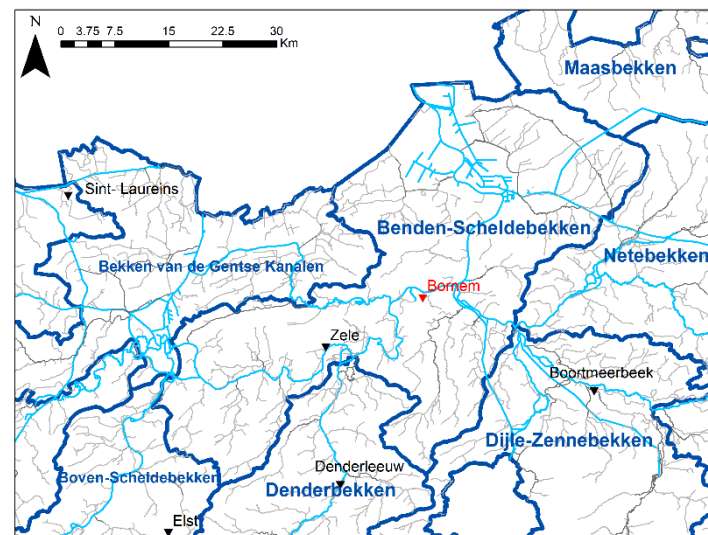 N
0 3.75 7.5 15 22.5 30
Km
Maasbekken
Sint- Laureins
Benden-Scheldebekken
Netebekken
Bekken van de Gentse Kanalen
Bornem
Zele
Boortmeerbeek
Dijle-Zennebekken
Denderleeuw
Boven-Scheldebekken
Denderbekken
Elst